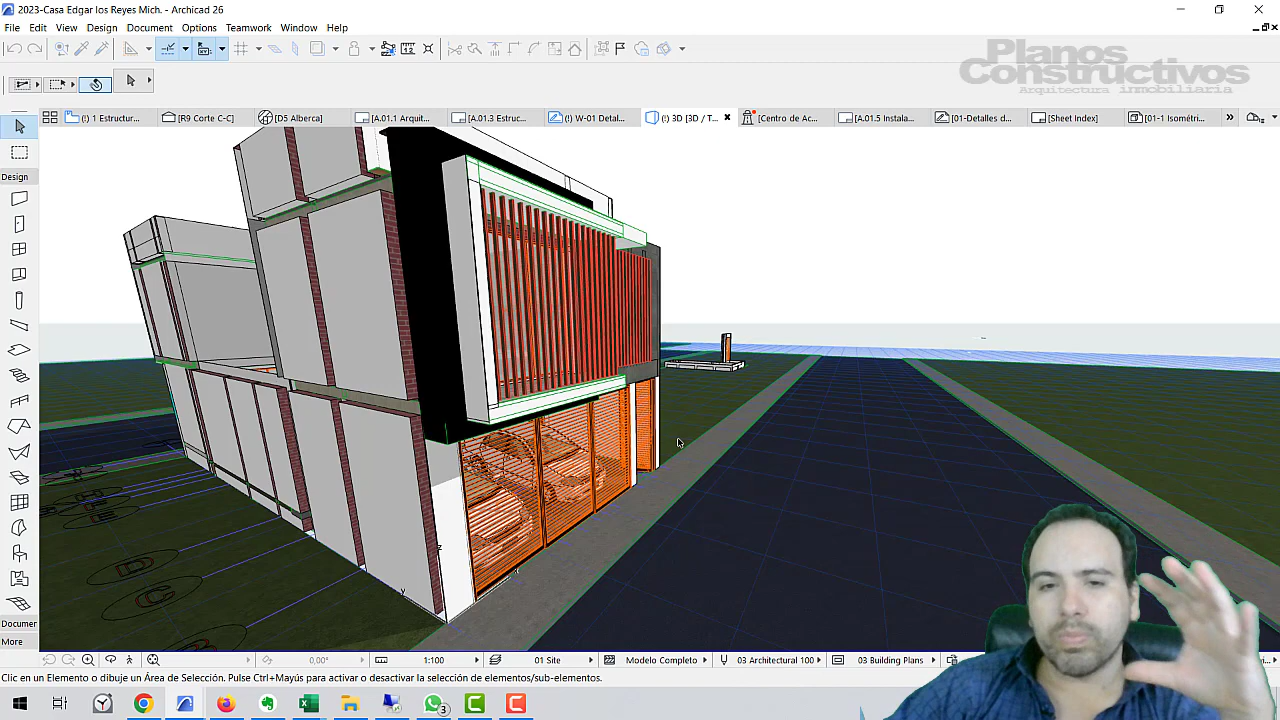 2023-Casa Edgar los Reyes Mich. - Archicad 26
File Edit View Design Document Options Teamwork Window Help
Planos
Constructivos
Arquitectura inmobiliaria
(!) 1 Estructur...
[R9 Corte C-C]
[D5 Alberca]
[A.01.1 Arquit...
[A.01.3 Estruc...
(!) W-01 Detal...
(!) 3D [3D / T...
[Centro de Ac...
[A.01.5 Instala...
[01-Detalles d...
[Sheet Index]
[01-1 Isométri...
Design
z
y
x
D
C
Documer
More
0,00°
1:100
01 Site
Modelo Completo
03 Architectural 100
03 Building Plans
Clic en un Elemento o dibuje un Área de Selección. Pulse Ctrl+Mayús para activar o desactivar la selección de elementos/sub-elementos.
3